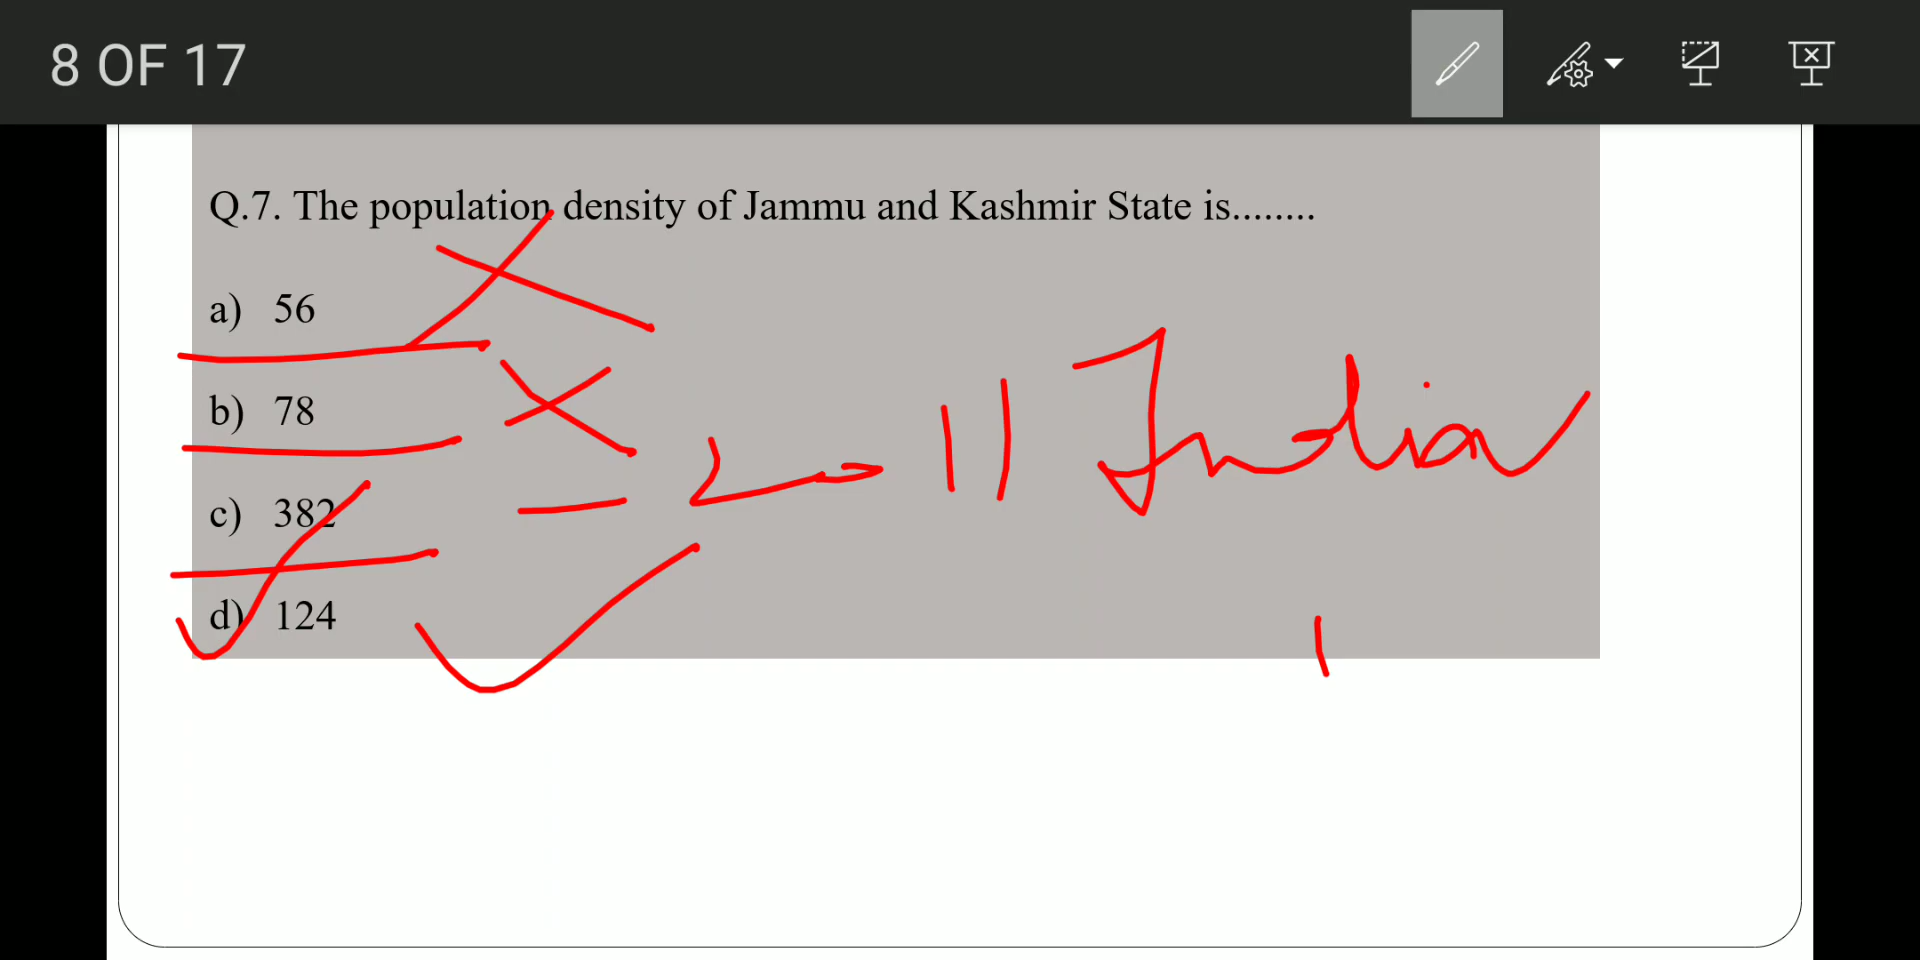 8 OF 17
Q.7. The population density of Jammu and Kashmir State is........
a) 56
b) 78
c) 382
d) 124
India